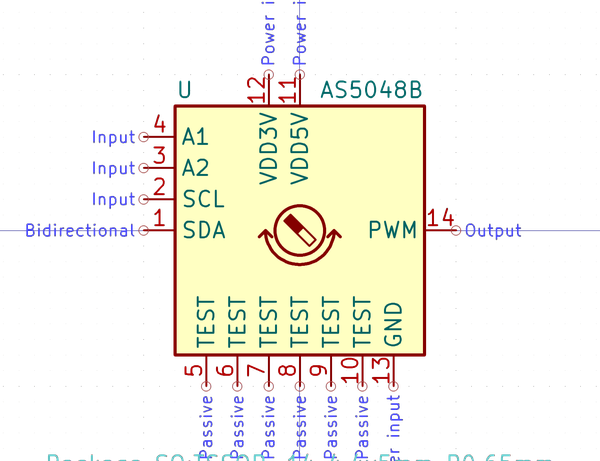 Power i
Power i
12
11
U
AS5048B
VDD3V
VDD5V
Input
4
A1
Input
3
A2
Input
2
SCL
Bidirectional
1
SDA
PWM
14
Output
TEST
TEST
TEST
TEST
TEST
TEST
GND
5
6
7
8
9
10
13
Passive
Passive
Passive
Passive
Passive
Passive
er input